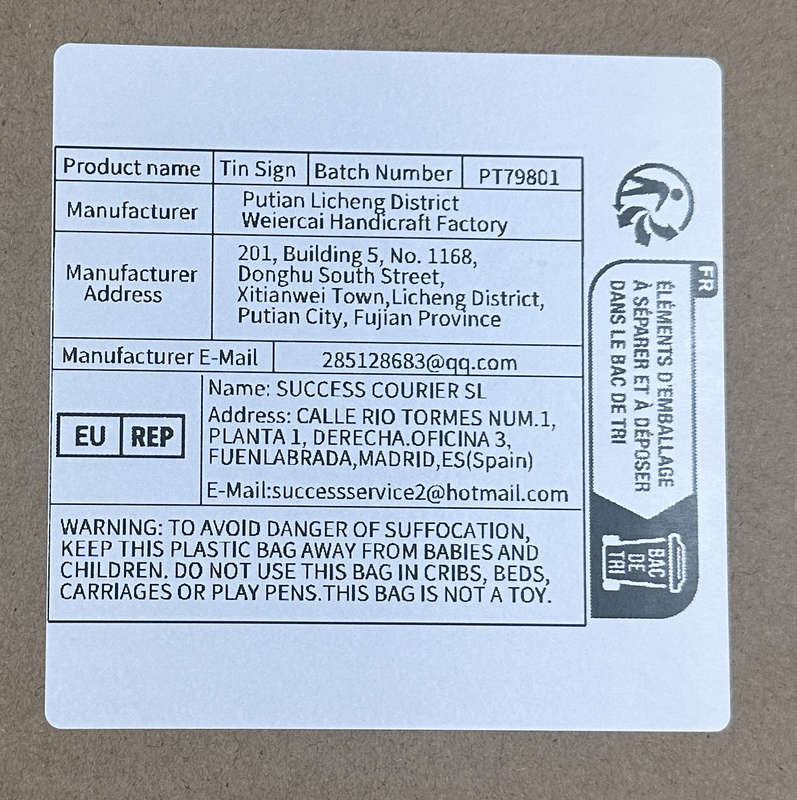 Product name Tin Sign Batch Number PT79801
Manufacturer
Putian Licheng District
Weiercai Handicraft Factory
Manufacturer
Address
201, Building 5, No. 1168,
Donghu South Street,
Xitianwei Town,Licheng District,
Putian City, Fujian Province
Manufacturer E-Mail 285128683@qq.com
EU REP
Name: SUCCESS COURIER SL
Address: CALLE RIO TORMES NUM.1,
PLANTA 1, DERECHA.OFICINA 3,
FUENLABRADA,MADRID,ES(Spain)
E-Mail:successservice2@hotmail.com
WARNING: TO AVOID DANGER OF SUFFOCATION,
KEEP THIS PLASTIC BAG AWAY FROM BABIES AND
CHILDREN. DO NOT USE THIS BAG IN CRIBS, BEDS,
CARRIAGES OR PLAY PENS.THIS BAG IS NOT A TOY.
FR
ÉLÉMENTS D'EMBALLAGE
À SÉPARER ET À DÉPOSER
DANS LE BAC DE TRI
BAC
DE
TRI